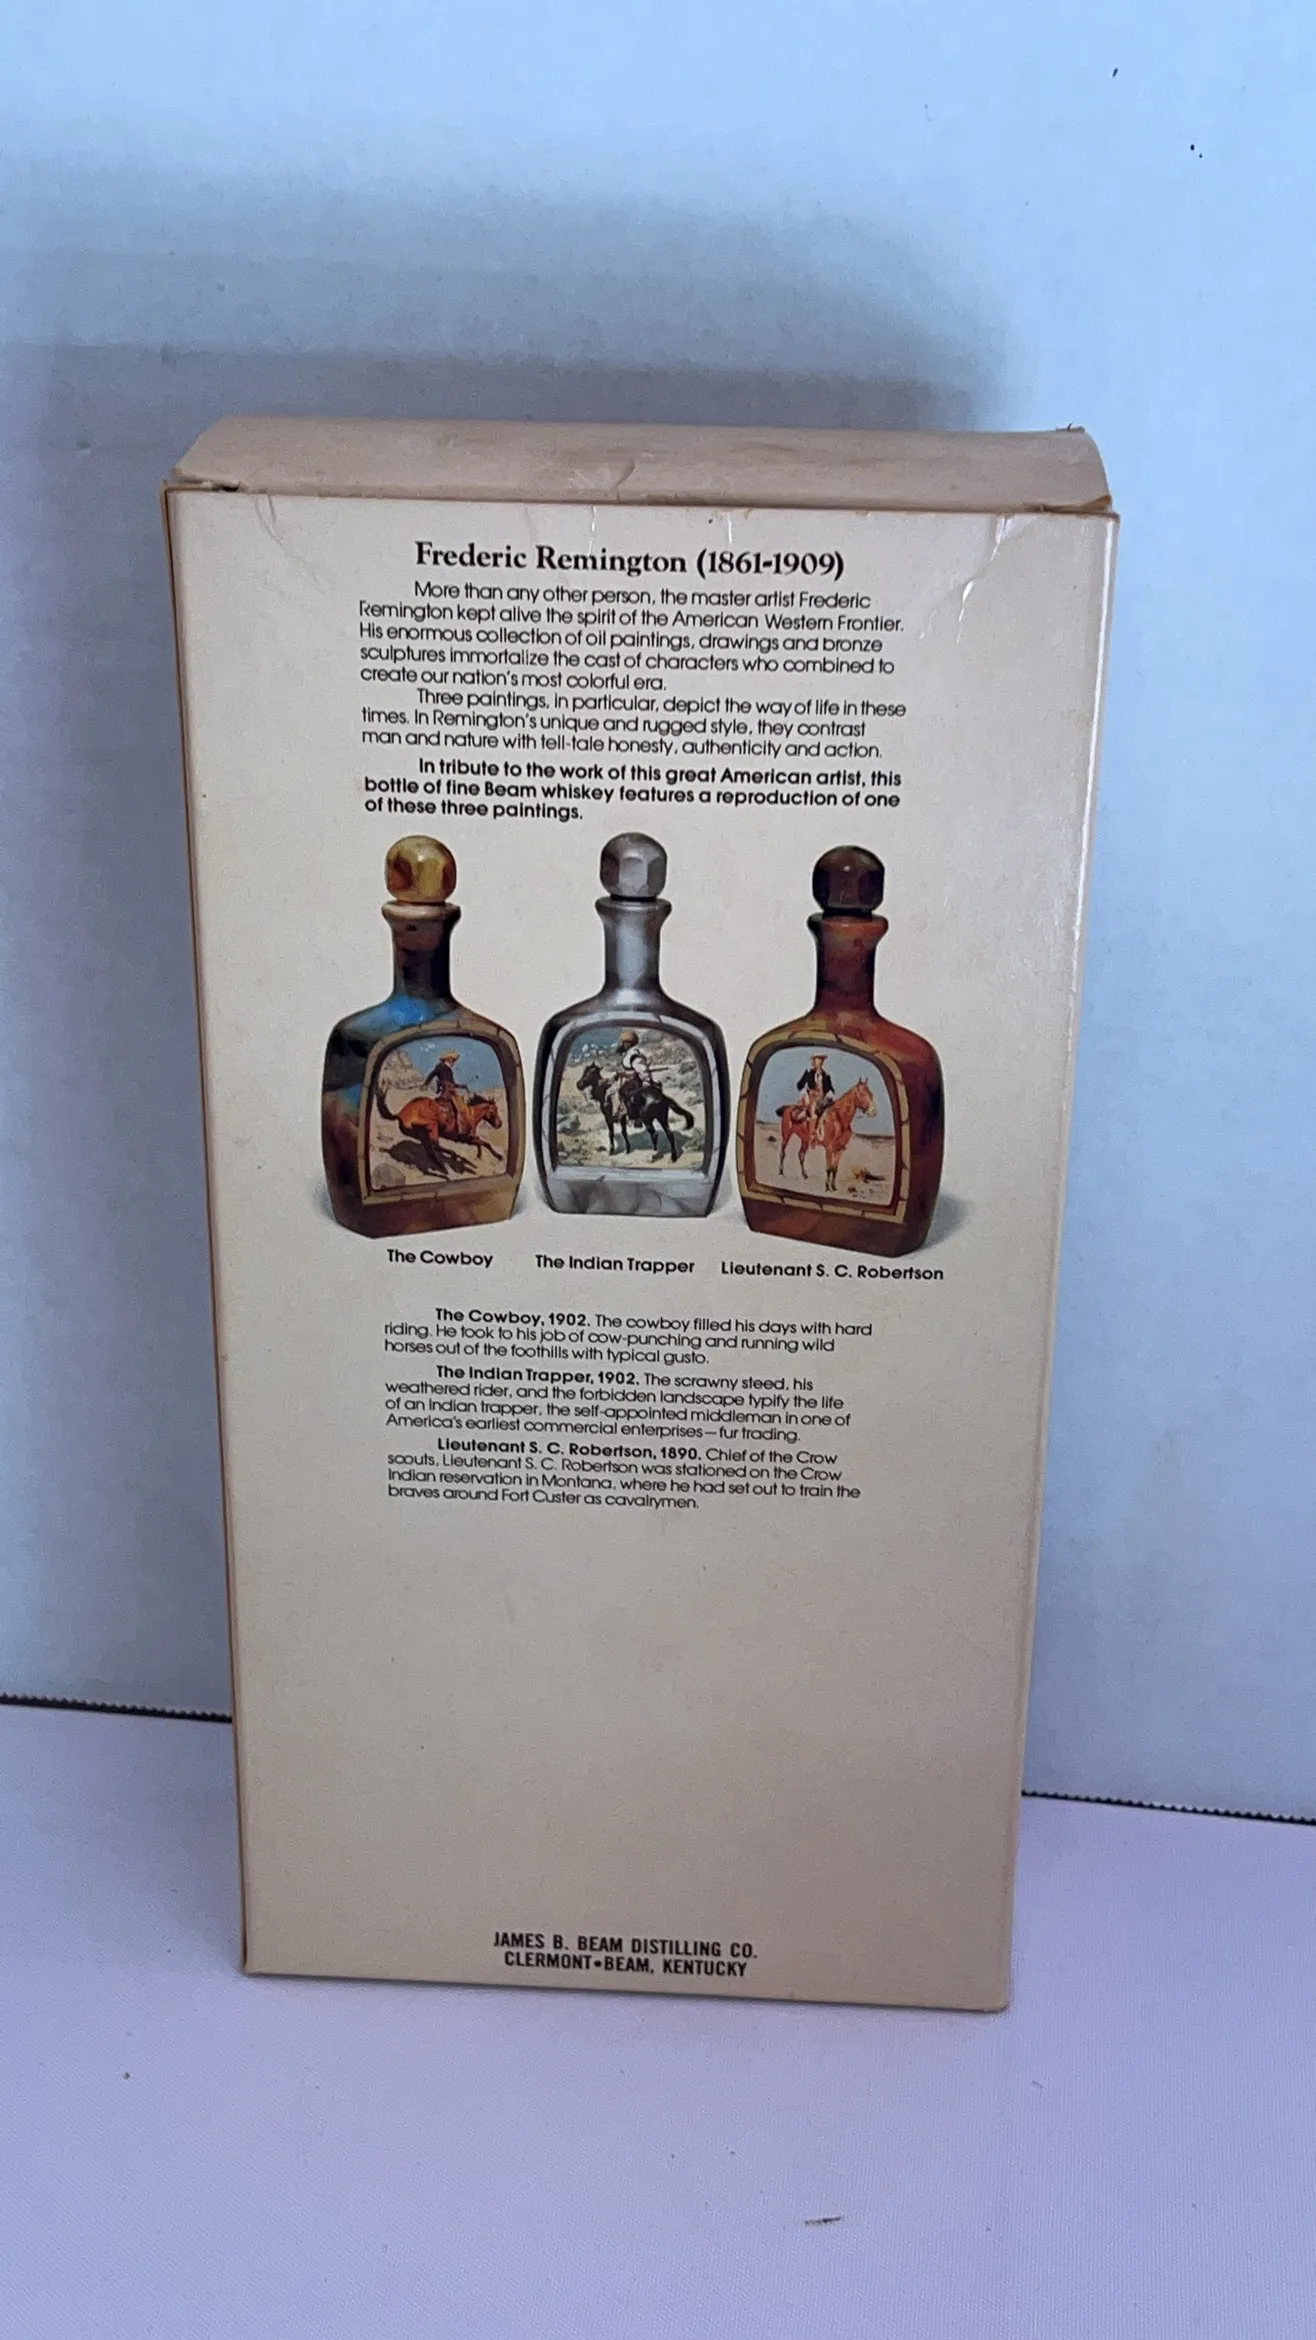 Frederic Remington (1861-1909)
More than any other person, the master artist Frederic
Remington kept alive the spirit of the American Western Frontier.
His enormous collection of oil paintings, drawings and bronze
sculptures immortalize the cast of characters who combined to
create our nation's most colorful era.
Three paintings, in particular, depict the way of life in these
times. In Remington's unique and rugged style, they contrast
man and nature with tell-tale honesty, authenticity and action.
In tribute to the work of this great American artist, this
bottle of fine Beam whiskey features a reproduction of one
of these three paintings.
The Cowboy
The Indian Trapper
Lieutenant S. C. Robertson
The Cowboy, 1902. The cowboy filled his days with hard
riding. He took to his job of cow-punching and running wild
horses out of the foothills with typical gusto.
The Indian Trapper, 1902. The scrawny steed, his
weathered rider, and the forbidden landscape typify the life
of an Indian trapper, the self-appointed middleman in one of
America's earliest commercial enterprises—fur trading.
Lieutenant S. C. Robertson, 1890. Chief of the Crow
scouts, Lieutenant S. C. Robertson was stationed on the Crow
Indian reservation in Montana, where he had set out to train the
braves around Fort Custer as cavalrymen.
JAMES B. BEAM DISTILLING CO.
CLERMONT•BEAM, KENTUCKY